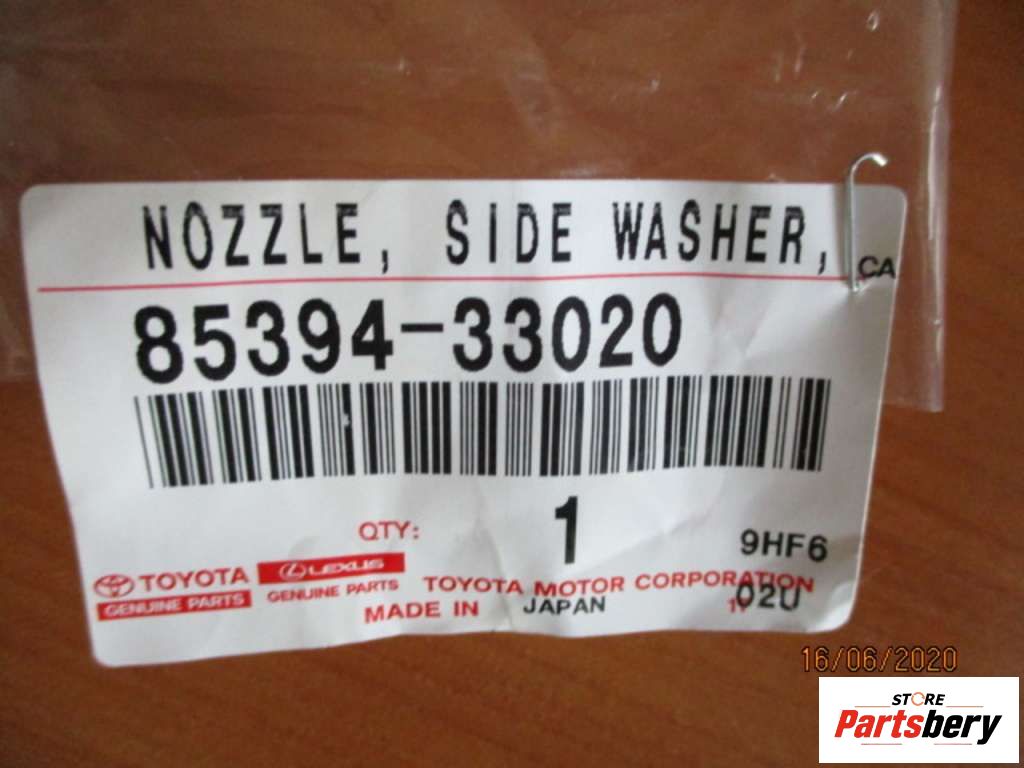 NOZZLE, SIDE WASHER,
CA
85394-33020
QTY: 1
9HF6
TOYOTA
GENUINE PARTS
LEXUS
GENUINE PARTS
TOYOTA MOTOR CORPORATION
MADE IN JAPAN
02U
16/06/2020
STORE
Partsbery